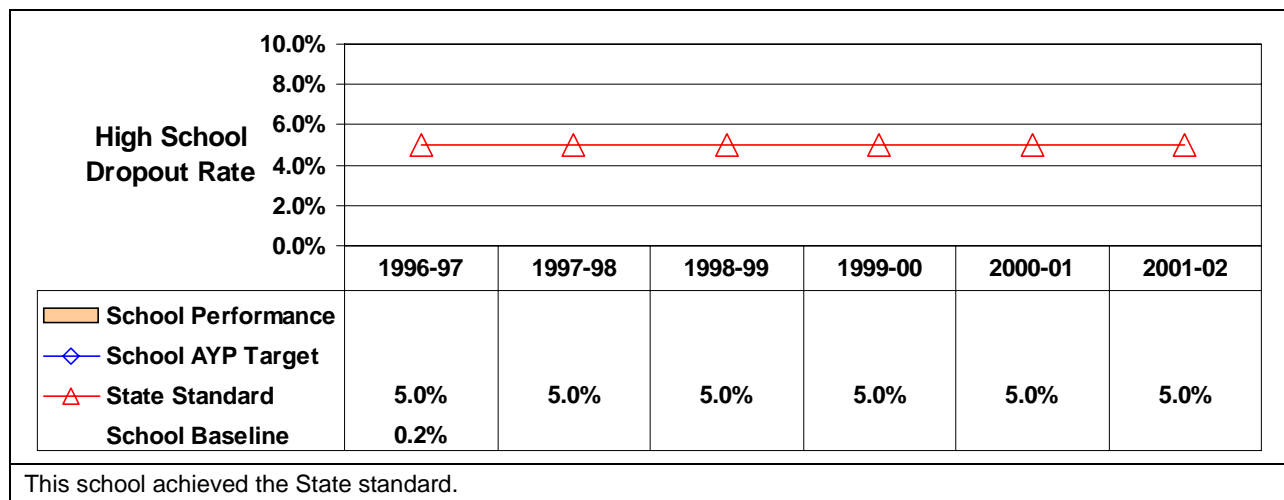 10.0%
8.0%
6.0%
4.0%
2.0%
0.0%
High School
Dropout Rate
1996-97 1997-98 1998-99 1999-00 2000-01 2001-02
School Performance
School AYP Target
State Standard 5.0% 5.0% 5.0% 5.0% 5.0% 5.0%
School Baseline 0.2%
This school achieved the State standard.